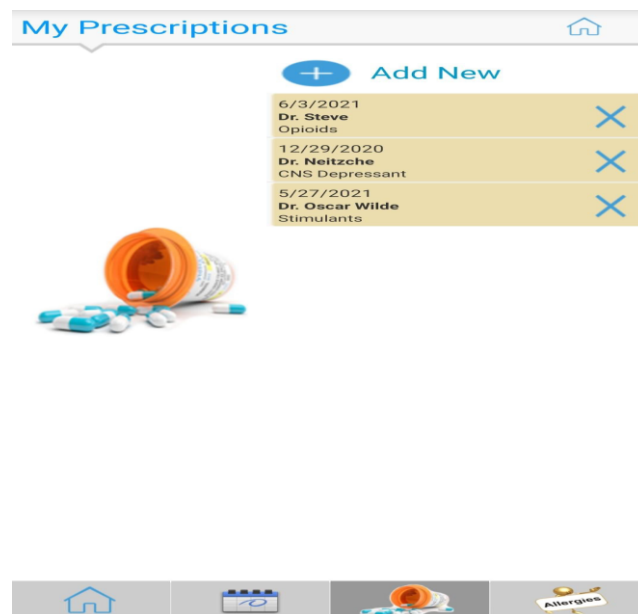 My Prescriptions
Add New
6/3/2021
Dr. Steve
Opioids
12/29/2020
Dr. Neitzche
CNS Depressant
5/27/2021
Dr. Oscar Wilde
Stimulants
Allergies